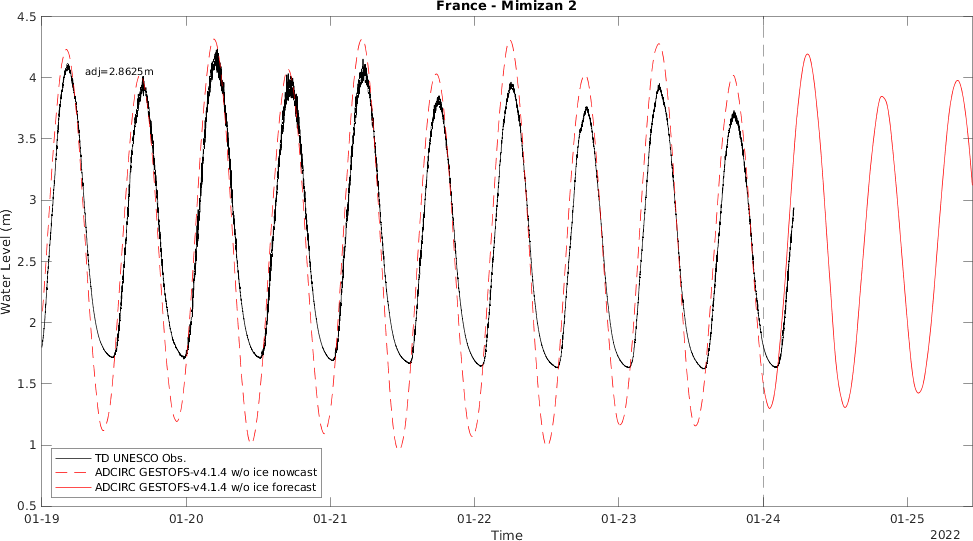 France - Mimizan 2
4.5
4
3.5
3
2.5
2
1.5
1
0.5
Water Level (m)
adj=2.8625m
TD UNESCO Obs.
ADCIRC GESTOFS-v4.1.4 w/o ice nowcast
ADCIRC GESTOFS-v4.1.4 w/o ice forecast
01-19 01-20 01-21 01-22 01-23 01-24 01-25
Time
2022